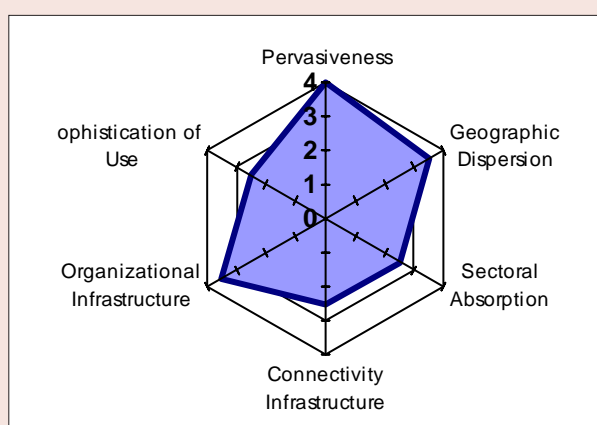 Pervasiveness
4
3
2
1
0
ophistication of
Use
Geographic
Dispersion
Organizational
Infrastructure
Sectoral
Absorption
Connectivity
Infrastructure